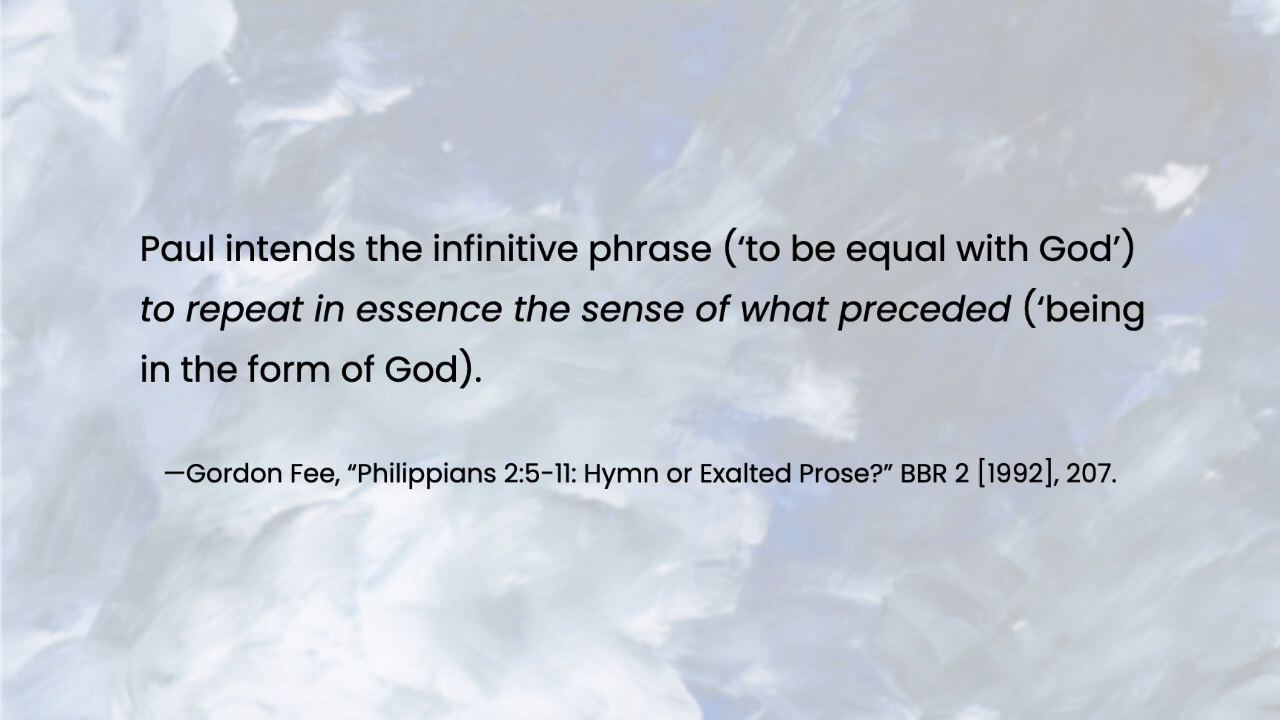 Paul intends the infinitive phrase (‘to be equal with God’)
to repeat in essence the sense of what preceded (‘being
in the form of God).
—Gordon Fee, “Philippians 2:5-11: Hymn or Exalted Prose?” BBR 2 [1992], 207.